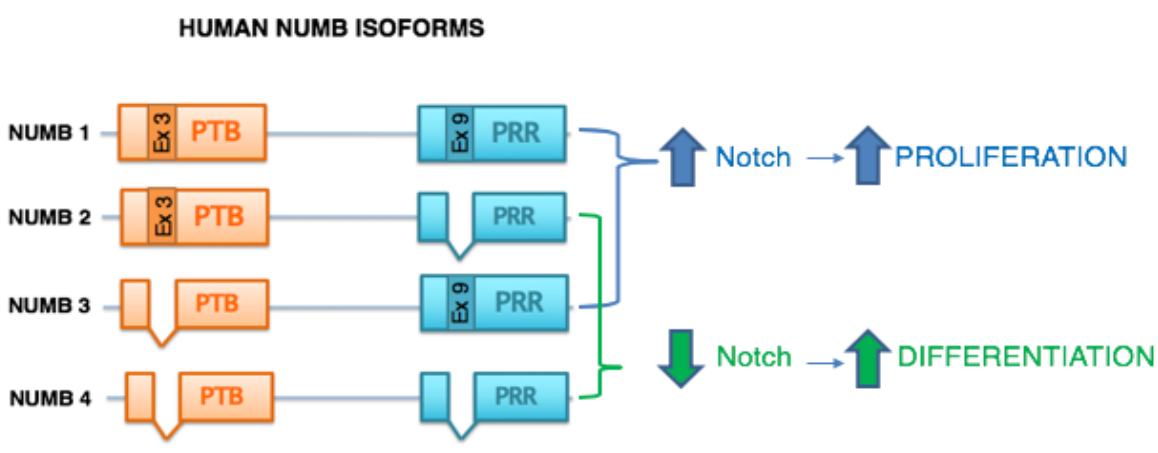 HUMAN NUMB ISOFORMS
NUMB 1 Ex 3 PTB Ex 9 PRR Notch PROLIFERATION
NUMB 2 Ex 3 PTB PRR
NUMB 3 PTB Ex 9 PRR
Notch DIFFERENTIATION
NUMB 4 PTB PRR